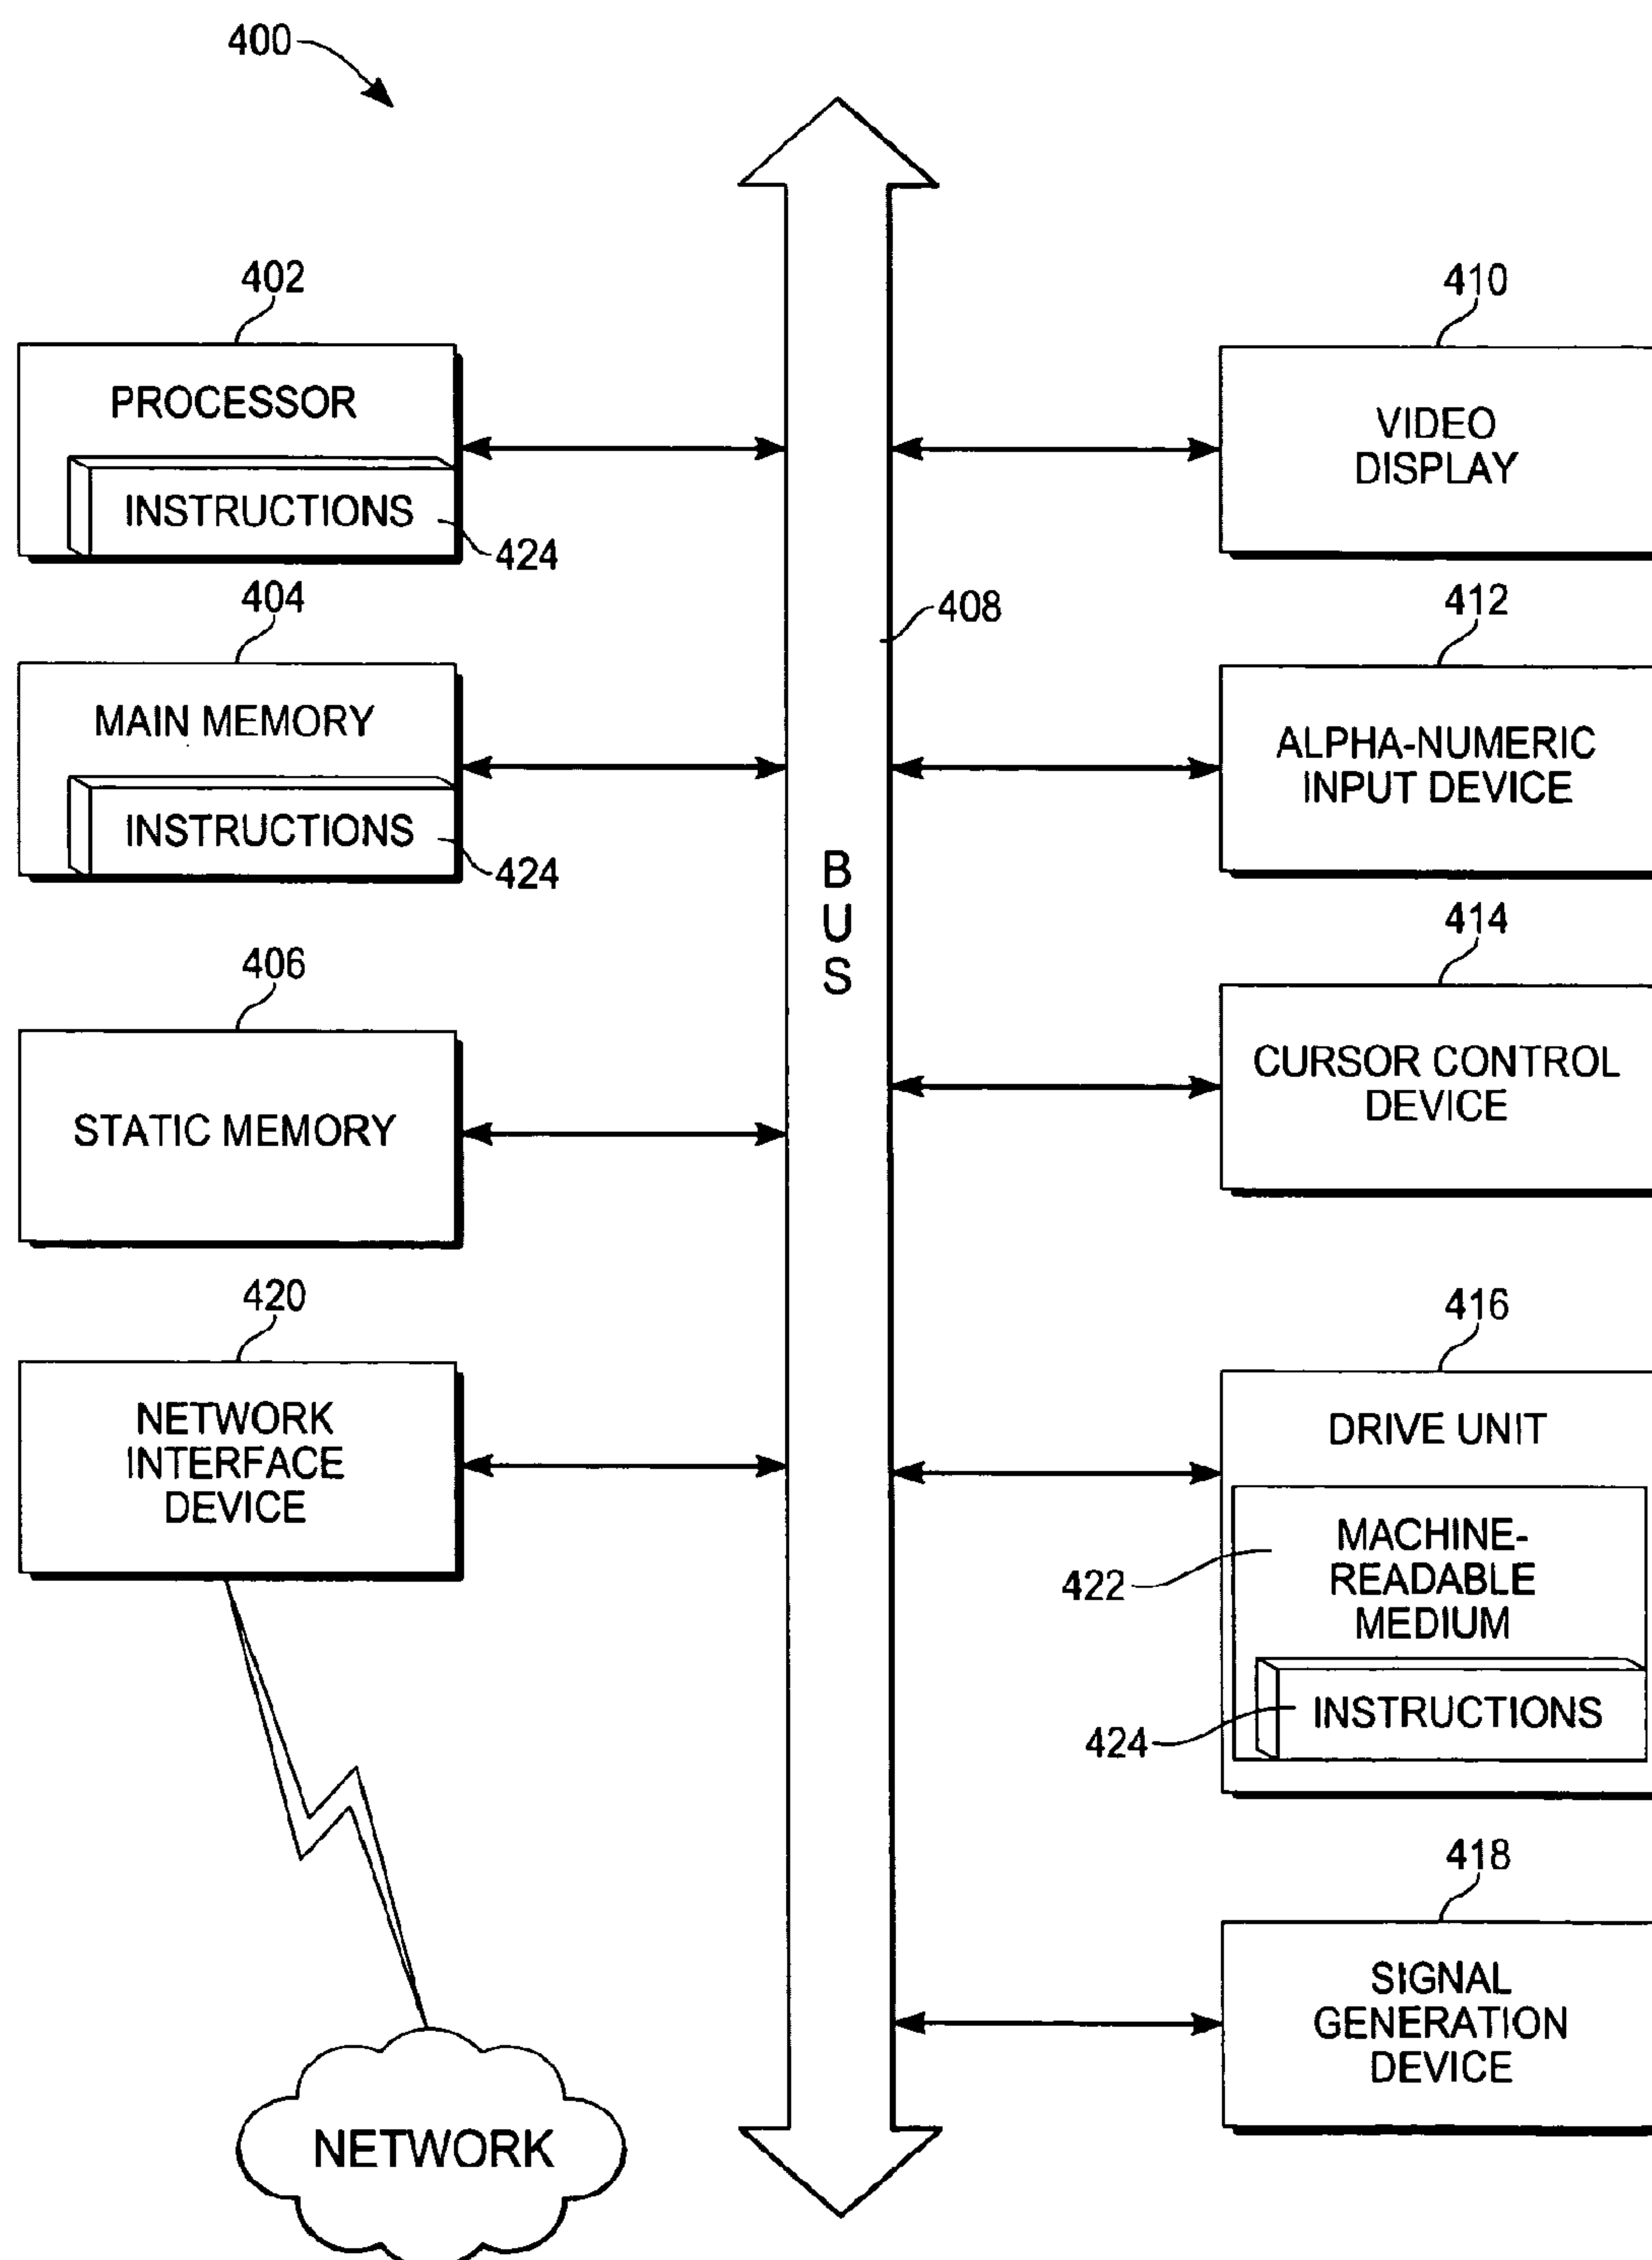 400
402
PROCESSOR
INSTRUCTIONS
424
404
MAIN MEMORY
INSTRUCTIONS
424
406
STATIC MEMORY
420
NETWORK
INTERFACE
DEVICE
NETWORK
408
BUS
410
VIDEO
DISPLAY
412
ALPHA-NUMERIC
INPUT DEVICE
414
CURSOR CONTROL
DEVICE
416
DRIVE UNIT
422
MACHINE-
READABLE
MEDIUM
INSTRUCTIONS
424
418
SIGNAL
GENERATION
DEVICE